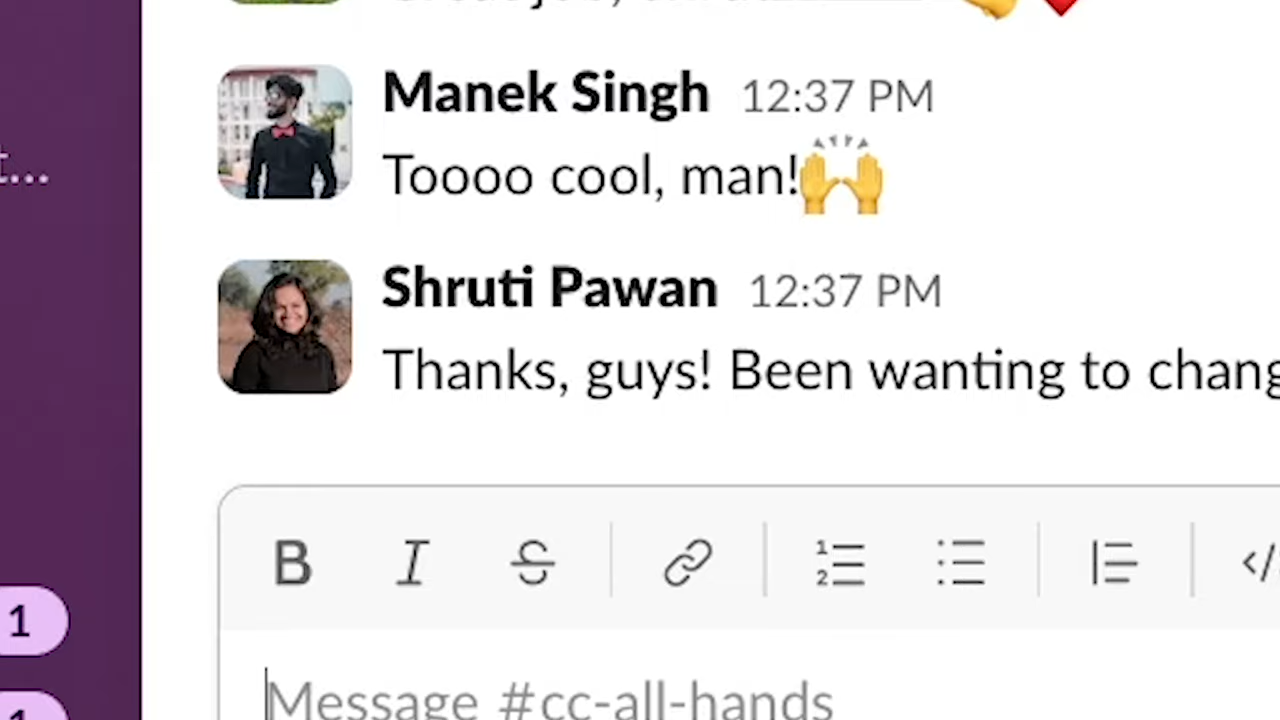 Manek Singh 12:37 PM
Toooo cool, man!🙌
Shruti Pawan 12:37 PM
Thanks, guys! Been wanting to chang
B I S
1
Message #cc-all-hands